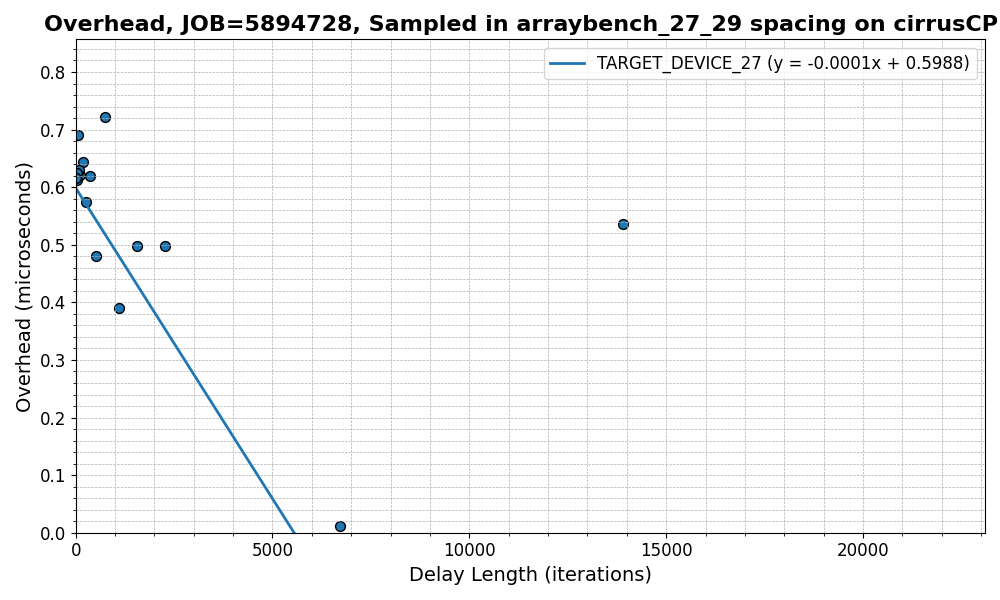 Overhead, JOB=5894728, Sampled in arraybench_27_29 spacing on cirrusCP
TARGET_DEVICE_27 (y = -0.0001x + 0.5988)
Overhead (microseconds)
0.8
0.7
0.6
0.5
0.4
0.3
0.2
0.1
0.0
0 5000 10000 15000 20000
Delay Length (iterations)